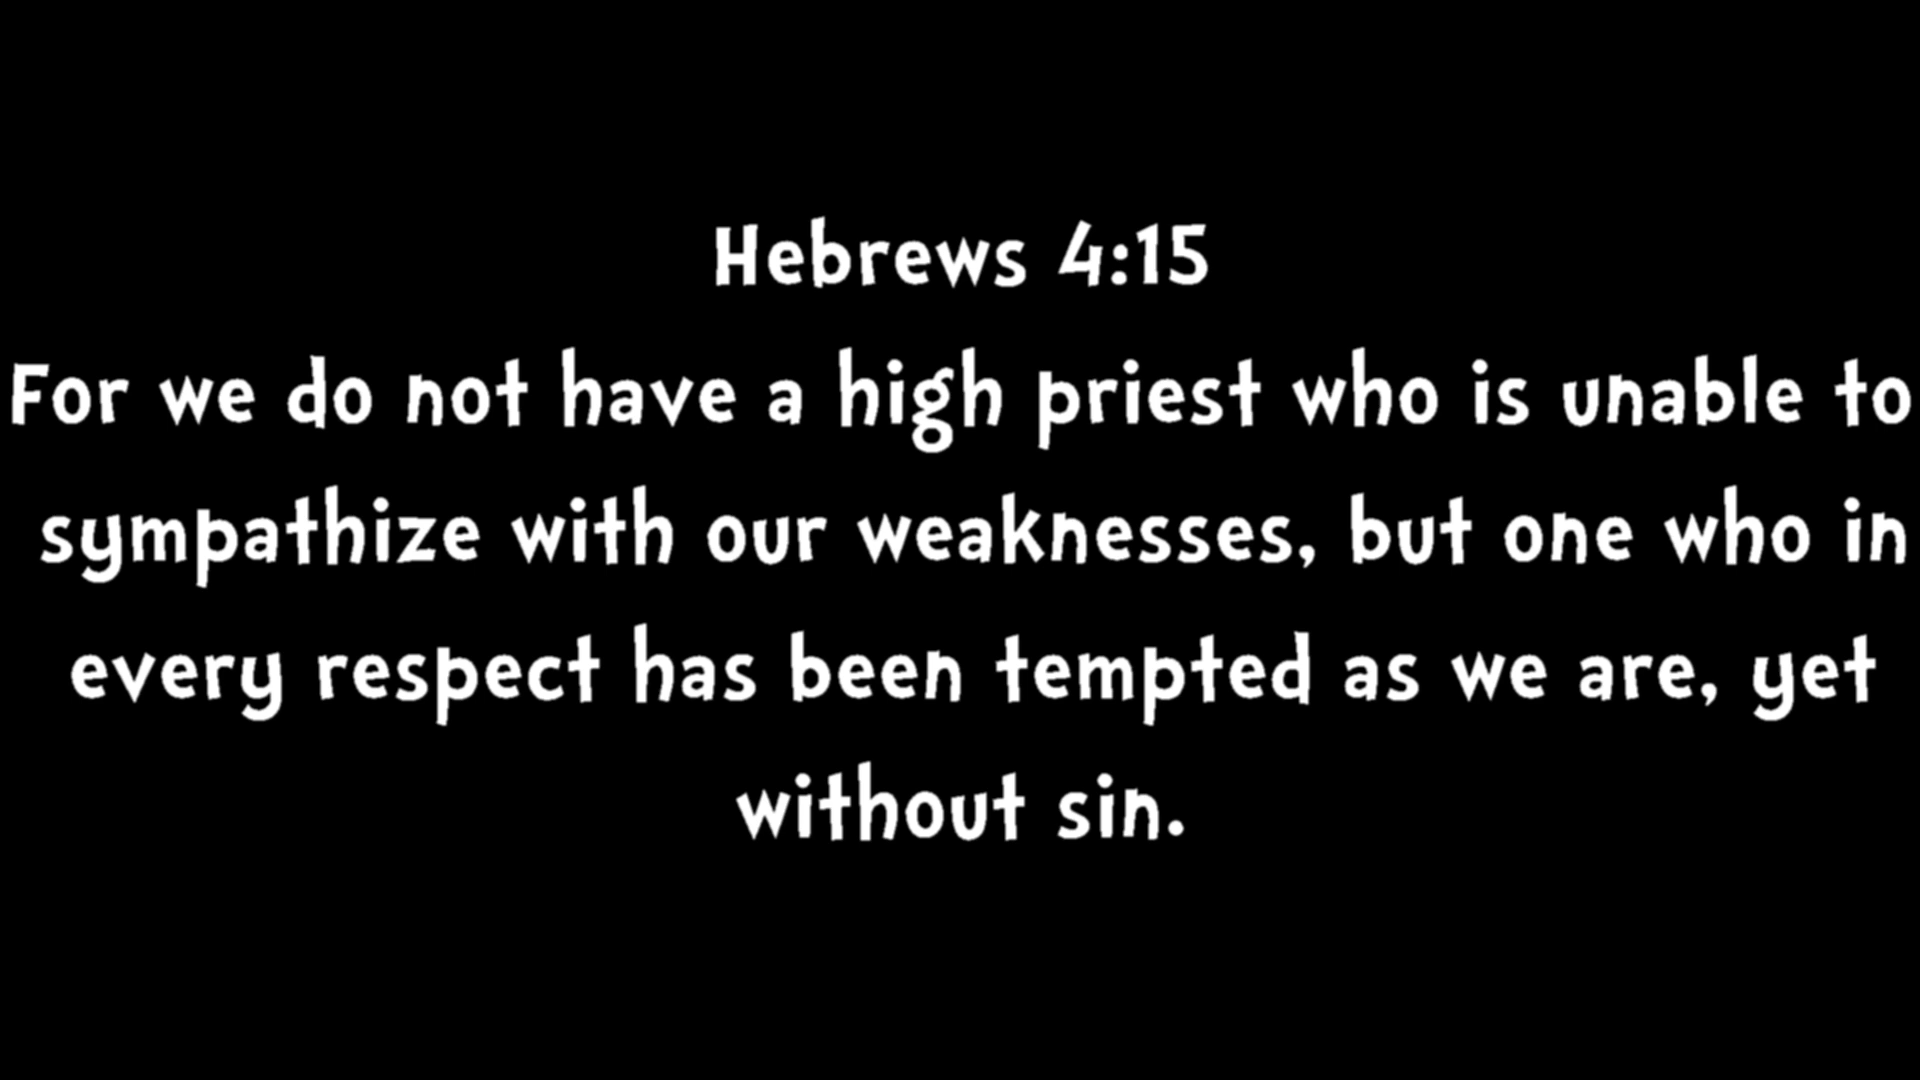 Hebrews 4:15
For we do not have a high priest who is unable to
sympathize with our weaknesses, but one who in
every respect has been tempted as we are, yet
without sin.